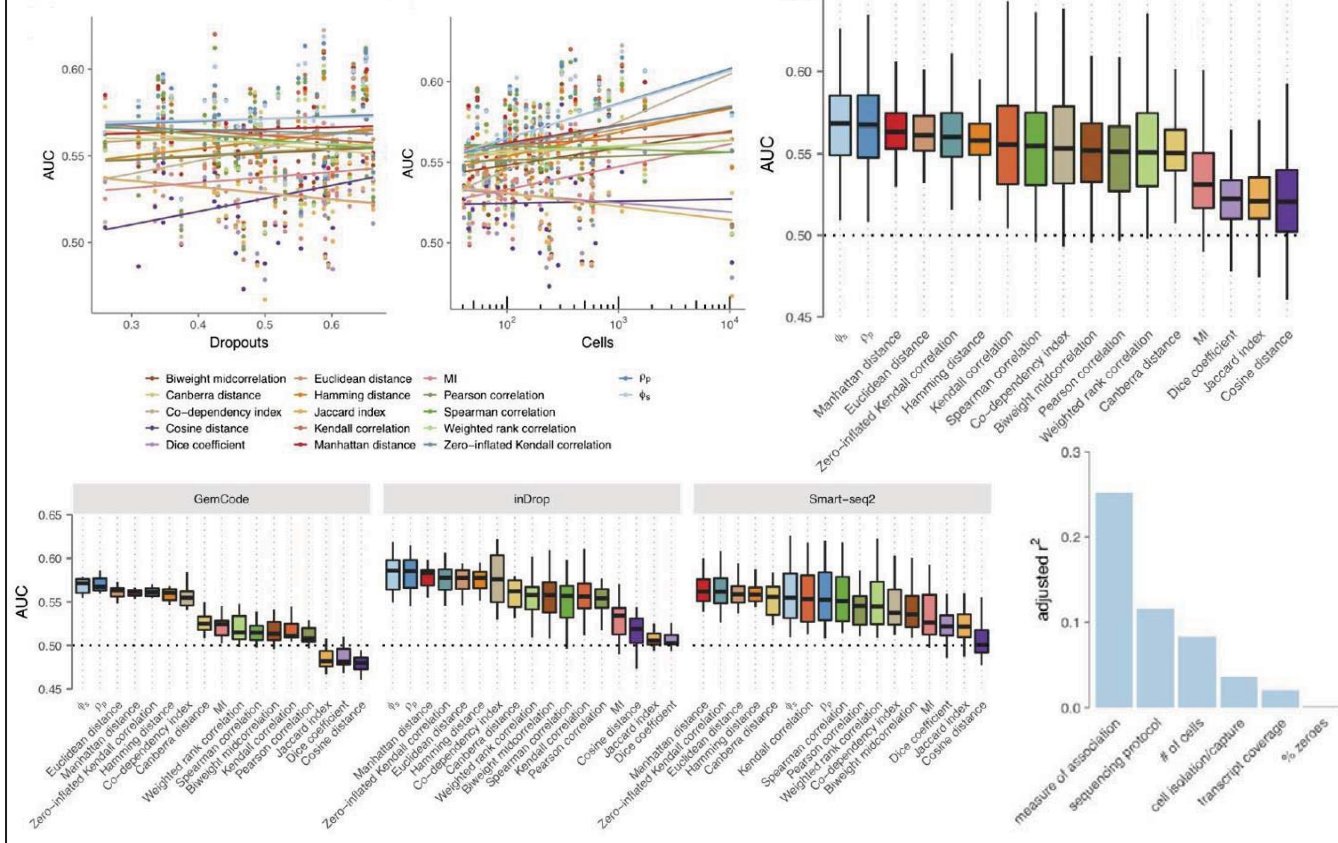 AUC
0.60
0.55
0.50
0.3
0.4
0.5
0.6
Dropouts
AUC
0.60
0.55
0.50
10²
10³
10⁴
Cells
AUC
0.60
0.55
0.50
0.45
φs
ρp
Manhattan distance
Euclidean distance
Zero-inflated Kendall correlation
Hamming distance
Kendall correlation
Spearman correlation
Co-dependency index
Biweight midcorrelation
Pearson correlation
Weighted rank correlation
Canberra distance
MI
Dice coefficient
Jaccard index
Cosine distance
Biweight midcorrelation
Canberra distance
Co-dependency index
Cosine distance
Dice coefficient
Euclidean distance
Hamming distance
Jaccard index
Kendall correlation
Manhattan distance
MI
Pearson correlation
Spearman correlation
Weighted rank correlation
Zero-inflated Kendall correlation
ρp
φs
AUC
0.65
0.60
0.55
0.50
0.45
GemCode
φs
ρp
Euclidean distance
Manhattan distance
Zero-inflated Kendall correlation
Hamming distance
Co-dependency index
Canberra distance
MI
Weighted rank correlation
Spearman correlation
Biweight midcorrelation
Kendall correlation
Pearson correlation
Jaccard index
Dice coefficient
Cosine distance
inDrop
φs
ρp
Manhattan distance
Zero-inflated Kendall correlation
Euclidean distance
Hamming distance
Co-dependency index
Canberra distance
Weighted rank correlation
Biweight midcorrelation
Spearman correlation
Kendall correlation
Pearson correlation
MI
Cosine distance
Jaccard index
Dice coefficient
Smart-seq2
Manhattan distance
Zero-inflated Kendall correlation
Euclidean distance
Hamming distance
Canberra distance
φs
Kendall correlation
ρp
Spearman correlation
Pearson correlation
Weighted rank correlation
Co-dependency index
Biweight midcorrelation
MI
Dice coefficient
Jaccard index
Cosine distance
adjusted r²
0.3
0.2
0.1
0.0
measure of association
sequencing protocol
# of cells
cell isolation/capture
transcript coverage
% zeroes